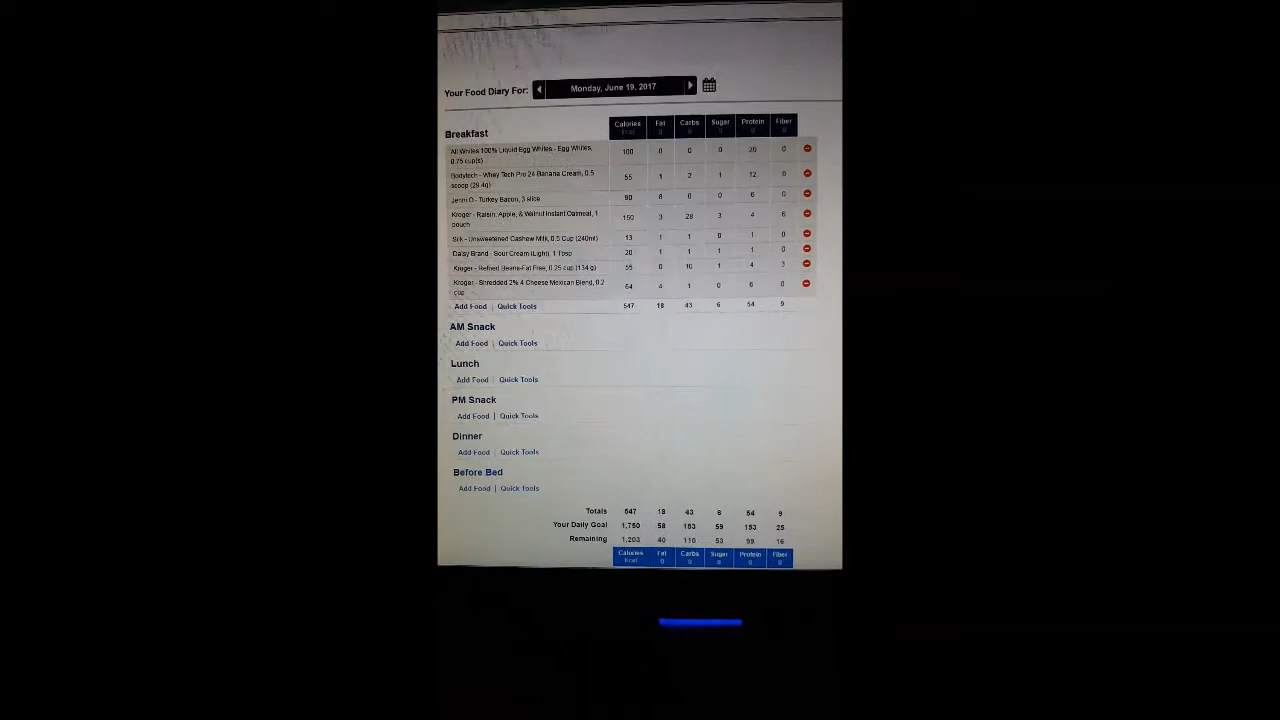 Your Food Diary For: Monday, June 19, 2017
Breakfast Calories kcal Fat g Carbs g Sugar g Protein g Fiber g
All Whites 100% Liquid Egg Whites - Egg Whites, 0.75 cup(s) 100 0 0 0 20 0
Bodytech - Whey Tech Pro 24 Banana Cream, 0.5 scoop (29.4g) 55 1 2 1 12 0
Jenni O - Turkey Bacon, 3 slice 90 8 0 0 6 0
Kroger - Raisin, Apple, & Walnut Instant Oatmeal, 1 pouch 150 3 28 3 4 6
Silk - Unsweetened Cashew Milk, 0.5 Cup (240ml) 13 1 1 0 1 0
Daisy Brand - Sour Cream (Light), 1 Tbsp 20 1 1 1 1 0
Kroger - Refried Beans-Fat Free, 0.25 cup (134 g) 55 0 10 1 4 3
Kroger - Shredded 2% 4 Cheese Mexican Blend, 0.2 cup 64 4 1 0 6 0
Add Food | Quick Tools 547 18 43 6 54 9
AM Snack
Add Food | Quick Tools
Lunch
Add Food | Quick Tools
PM Snack
Add Food | Quick Tools
Dinner
Add Food | Quick Tools
Before Bed
Add Food | Quick Tools
Totals 547 18 43 6 54 9
Your Daily Goal 1,750 58 153 59 153 25
Remaining 1,203 40 110 53 99 16
Calories kcal Fat g Carbs g Sugar g Protein g Fiber g